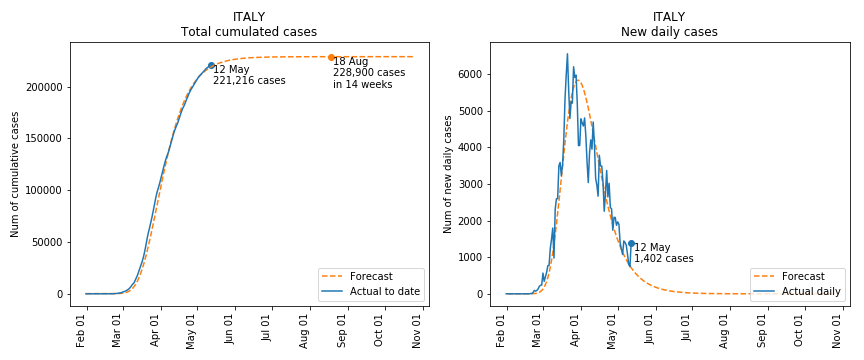 ITALY
Total cumulated cases
Num of cumulative cases
200000
150000
100000
50000
0
12 May
221,216 cases
18 Aug
228,900 cases
in 14 weeks
Forecast
Actual to date
Feb 01
Mar 01
Apr 01
May 01
Jun 01
Jul 01
Aug 01
Sep 01
Oct 01
Nov 01
ITALY
New daily cases
Num of new daily cases
6000
5000
4000
3000
2000
1000
0
12 May
1,402 cases
Forecast
Actual daily
Feb 01
Mar 01
Apr 01
May 01
Jun 01
Jul 01
Aug 01
Sep 01
Oct 01
Nov 01